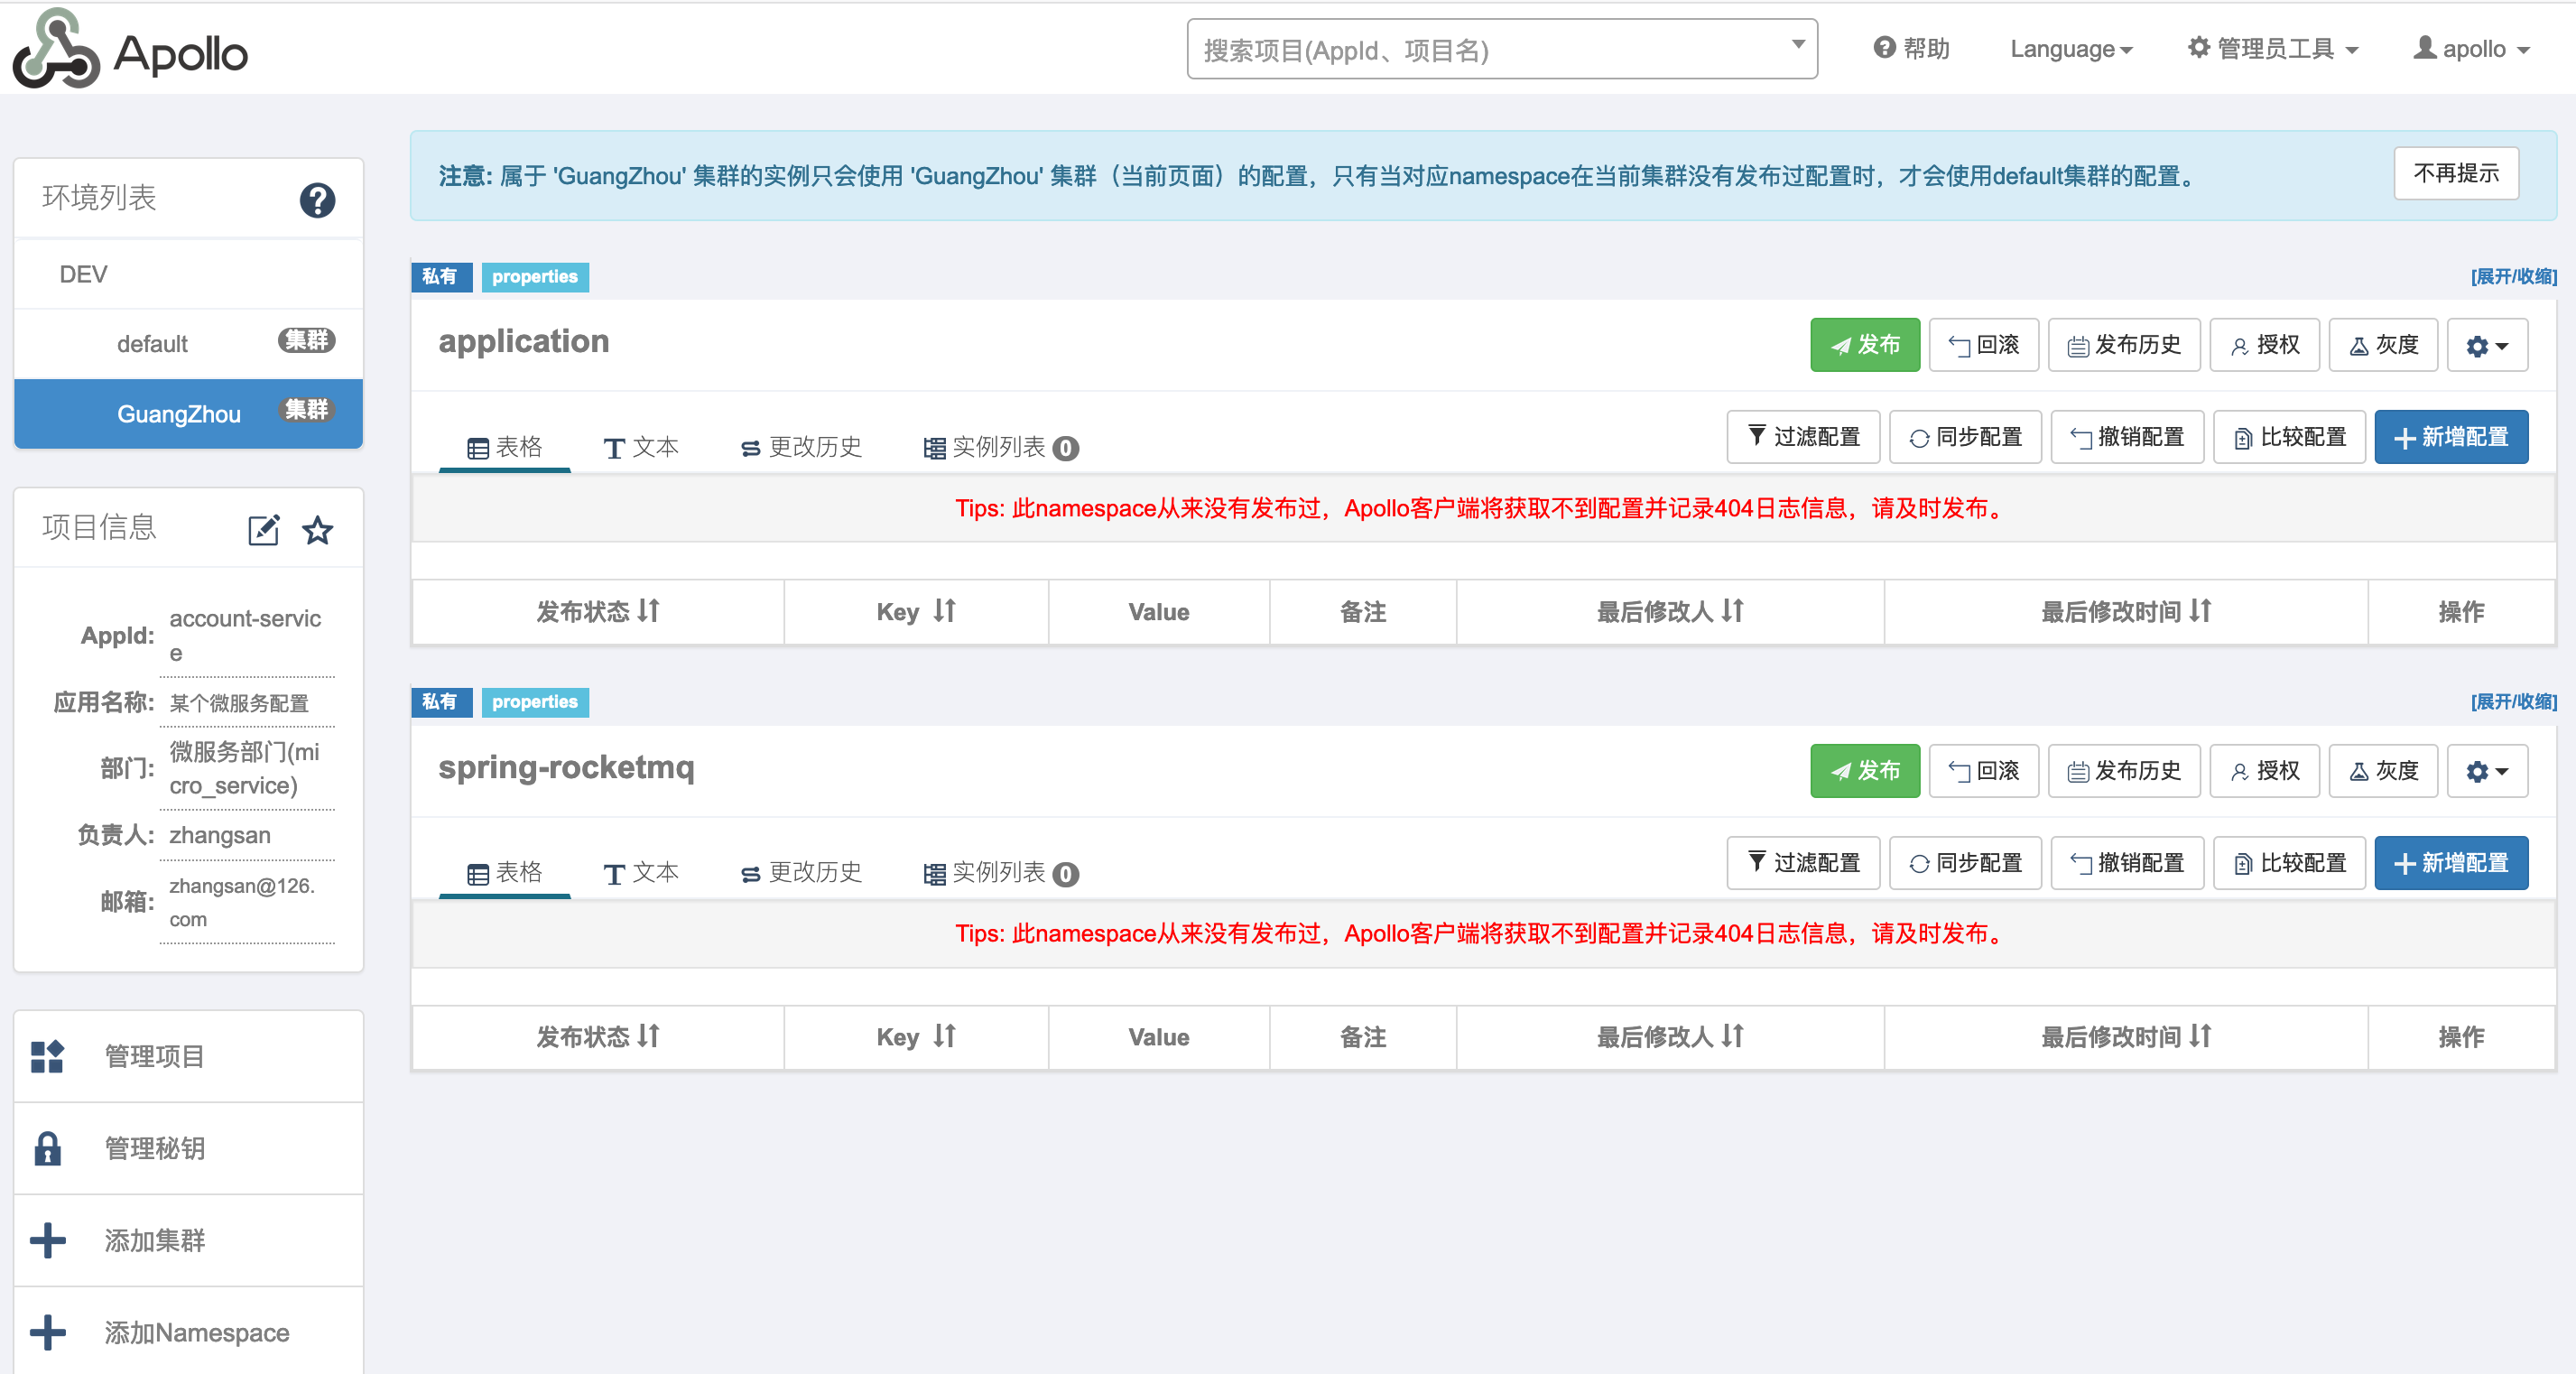 Apollo
搜索项目(AppId、项目名)
帮助
Language
管理员工具
apollo
环境列表
DEV
default 集群
GuangZhou 集群
项目信息
AppId: account-servic
e
应用名称: 某个微服务配置
部门: 微服务部门(mi
cro_service)
负责人: zhangsan
邮箱: zhangsan@126.
com
管理项目
管理秘钥
添加集群
添加Namespace
注意: 属于 'GuangZhou' 集群的实例只会使用 'GuangZhou' 集群（当前页面）的配置，只有当对应namespace在当前集群没有发布过配置时，才会使用default集群的配置。
不再提示
私有 properties [展开/收缩]
application 发布 回滚 发布历史 授权 灰度
表格 文本 更改历史 实例列表 0 过滤配置 同步配置 撤销配置 比较配置 新增配置
Tips: 此namespace从来没有发布过，Apollo客户端将获取不到配置并记录404日志信息，请及时发布。
发布状态 Key Value 备注 最后修改人 最后修改时间 操作
私有 properties [展开/收缩]
spring-rocketmq 发布 回滚 发布历史 授权 灰度
表格 文本 更改历史 实例列表 0 过滤配置 同步配置 撤销配置 比较配置 新增配置
Tips: 此namespace从来没有发布过，Apollo客户端将获取不到配置并记录404日志信息，请及时发布。
发布状态 Key Value 备注 最后修改人 最后修改时间 操作